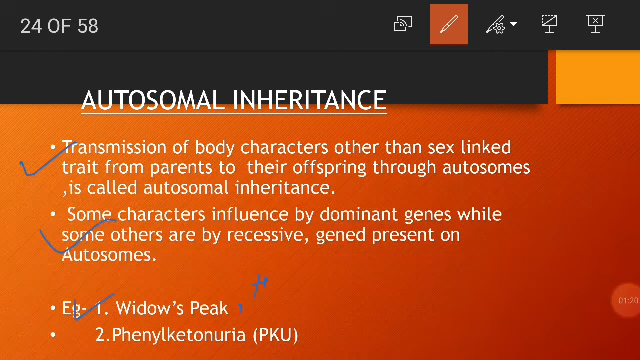 24 OF 58
AUTOSOMAL INHERITANCE
• Transmission of body characters other than sex linked
trait from parents to their offspring through autosomes
,is called autosomal inheritance.
• Some characters influence by dominant genes while
some others are by recessive, gened present on
Autosomes.
• Eg- 1. Widow's Peak
• 2.Phenylketonuria (PKU)
01:20